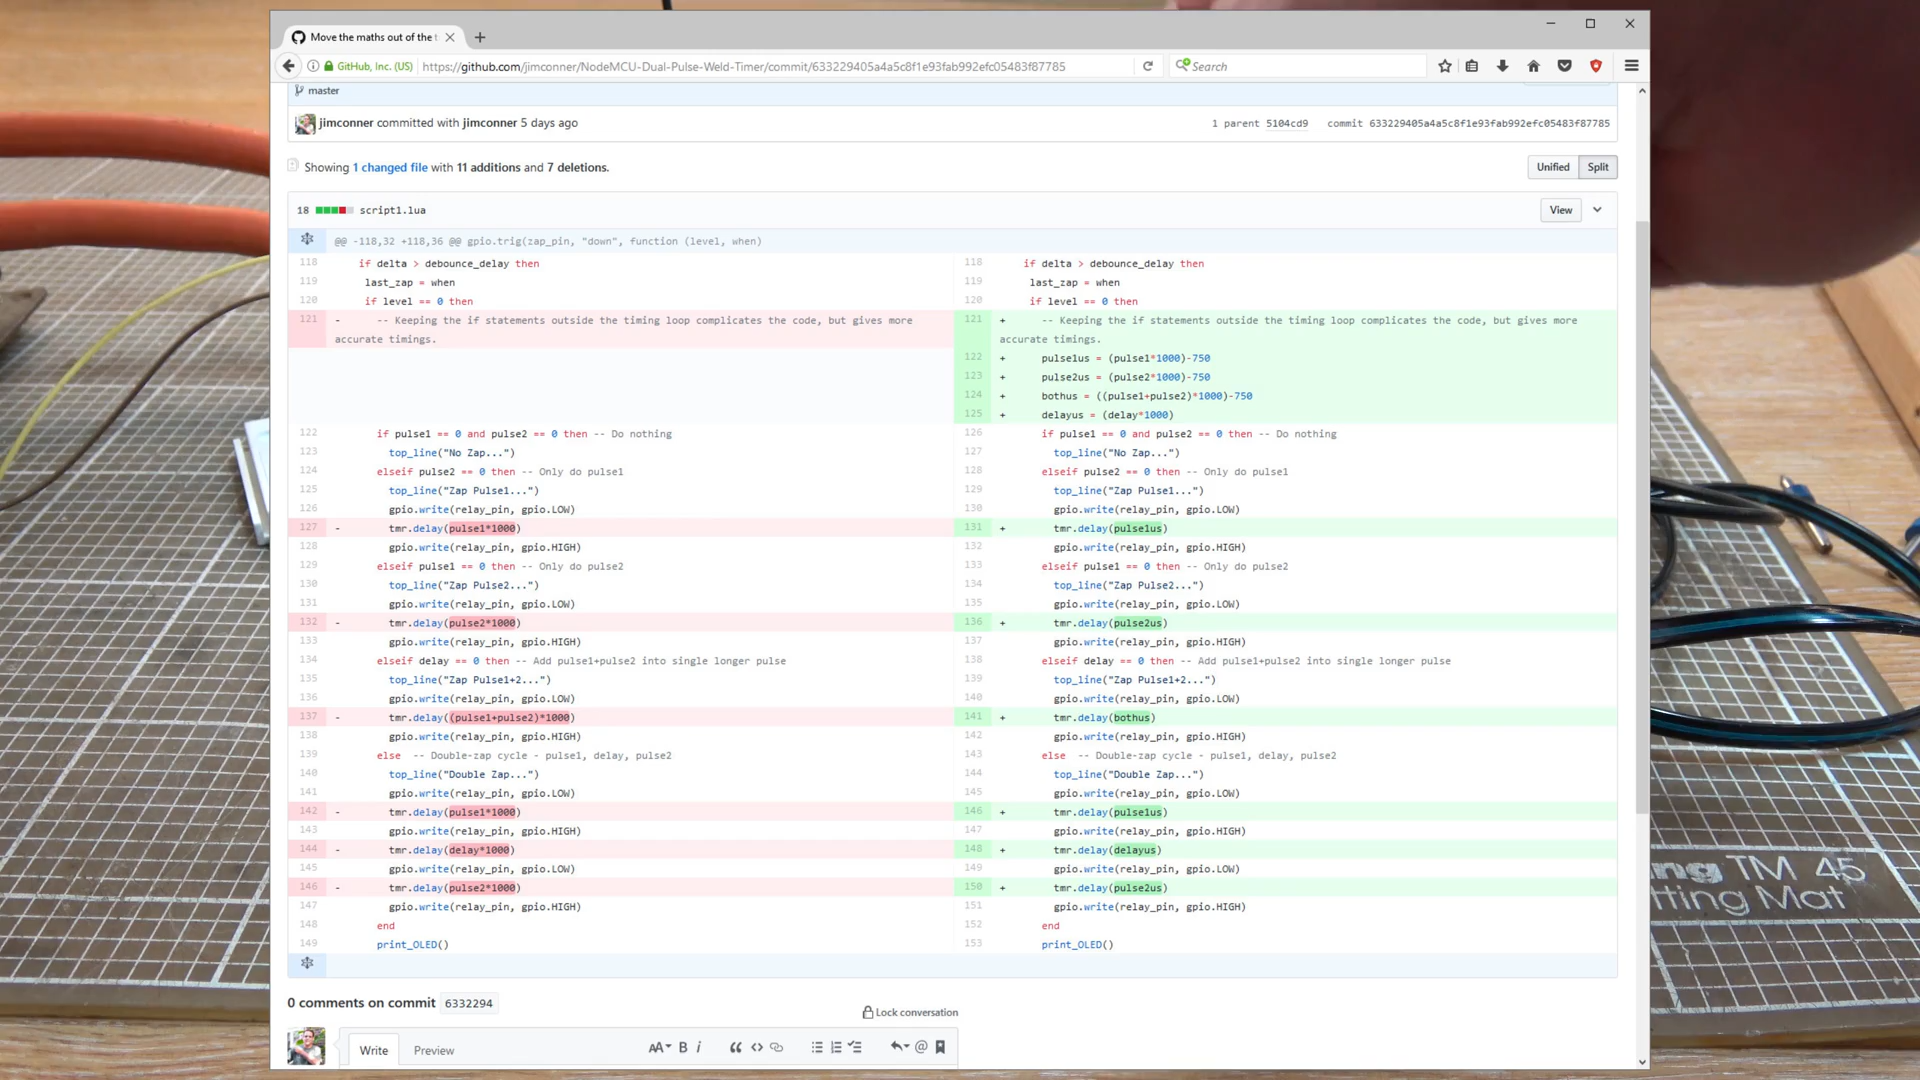 Move the maths out of the t
GitHub, Inc. (US)
https://github.com/jimconner/NodeMCU-Dual-Pulse-Weld-Timer/commit/633229405a4a5c8f1e93fab992efc05483f87785
Search
master
jimconner committed with jimconner 5 days ago
1 parent 5104cd9 commit 633229405a4a5c8f1e93fab992efc05483f87785
Showing 1 changed file with 11 additions and 7 deletions.
Unified Split
18 script1.lua
View
@@ -118,32 +118,36 @@ gpio.trig(zap_pin, "down", function (level, when)
118 if delta > debounce_delay then
119 last_zap = when
120 if level == 0 then
121 - -- Keeping the if statements outside the timing loop complicates the code, but gives more
accurate timings.
122 if pulse1 == 0 and pulse2 == 0 then -- Do nothing
123 top_line("No Zap...")
124 elseif pulse2 == 0 then -- Only do pulse1
125 top_line("Zap Pulse1...")
126 gpio.write(relay_pin, gpio.LOW)
127 - tmr.delay(pulse1*1000)
128 gpio.write(relay_pin, gpio.HIGH)
129 elseif pulse1 == 0 then -- Only do pulse2
130 top_line("Zap Pulse2...")
131 gpio.write(relay_pin, gpio.LOW)
132 - tmr.delay(pulse2*1000)
133 gpio.write(relay_pin, gpio.HIGH)
134 elseif delay == 0 then -- Add pulse1+pulse2 into single longer pulse
135 top_line("Zap Pulse1+2...")
136 gpio.write(relay_pin, gpio.LOW)
137 - tmr.delay((pulse1+pulse2)*1000)
138 gpio.write(relay_pin, gpio.HIGH)
139 else -- Double-zap cycle - pulse1, delay, pulse2
140 top_line("Double Zap...")
141 gpio.write(relay_pin, gpio.LOW)
142 - tmr.delay(pulse1*1000)
143 gpio.write(relay_pin, gpio.HIGH)
144 - tmr.delay(delay*1000)
145 gpio.write(relay_pin, gpio.LOW)
146 - tmr.delay(pulse2*1000)
147 gpio.write(relay_pin, gpio.HIGH)
148 end
149 print_OLED()
118 if delta > debounce_delay then
119 last_zap = when
120 if level == 0 then
121 + -- Keeping the if statements outside the timing loop complicates the code, but gives more
accurate timings.
122 + pulse1us = (pulse1*1000)-750
123 + pulse2us = (pulse2*1000)-750
124 + bothus = ((pulse1+pulse2)*1000)-750
125 + delayus = (delay*1000)
126 if pulse1 == 0 and pulse2 == 0 then -- Do nothing
127 top_line("No Zap...")
128 elseif pulse2 == 0 then -- Only do pulse1
129 top_line("Zap Pulse1...")
130 gpio.write(relay_pin, gpio.LOW)
131 + tmr.delay(pulse1us)
132 gpio.write(relay_pin, gpio.HIGH)
133 elseif pulse1 == 0 then -- Only do pulse2
134 top_line("Zap Pulse2...")
135 gpio.write(relay_pin, gpio.LOW)
136 + tmr.delay(pulse2us)
137 gpio.write(relay_pin, gpio.HIGH)
138 elseif delay == 0 then -- Add pulse1+pulse2 into single longer pulse
139 top_line("Zap Pulse1+2...")
140 gpio.write(relay_pin, gpio.LOW)
141 + tmr.delay(bothus)
142 gpio.write(relay_pin, gpio.HIGH)
143 else -- Double-zap cycle - pulse1, delay, pulse2
144 top_line("Double Zap...")
145 gpio.write(relay_pin, gpio.LOW)
146 + tmr.delay(pulse1us)
147 gpio.write(relay_pin, gpio.HIGH)
148 + tmr.delay(delayus)
149 gpio.write(relay_pin, gpio.LOW)
150 + tmr.delay(pulse2us)
151 gpio.write(relay_pin, gpio.HIGH)
152 end
153 print_OLED()
0 comments on commit 6332294
Lock conversation
Write Preview
AA B i @
TM 45
tting Mat